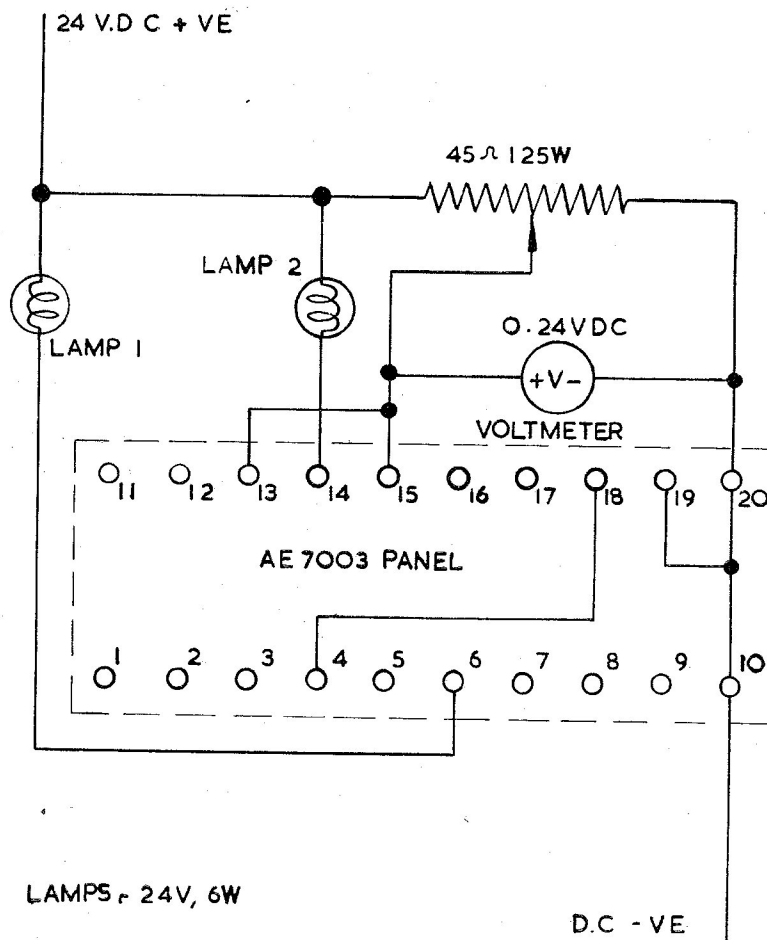 24 V.D C + VE
45Ω 125W
LAMP 2
0.24VDC
LAMP 1
+V-
VOLTMETER
11 12 13 14 15 16 17 18 19 20
AE 7003 PANEL
1 2 3 4 5 6 7 8 9 10
LAMPS - 24V, 6W
D.C -VE